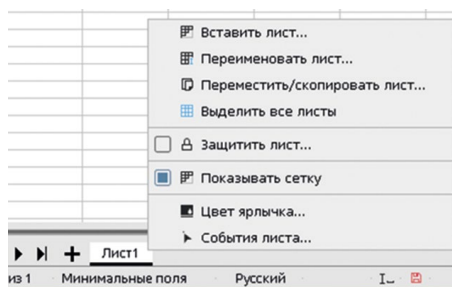 Вставить лист...
Переименовать лист...
Переместить/скопировать лист...
Выделить все листы
Защитить лист...
Показывать сетку
Цвет ярлычка...
События листа...
Лист1
из 1 Минимальные поля Русский